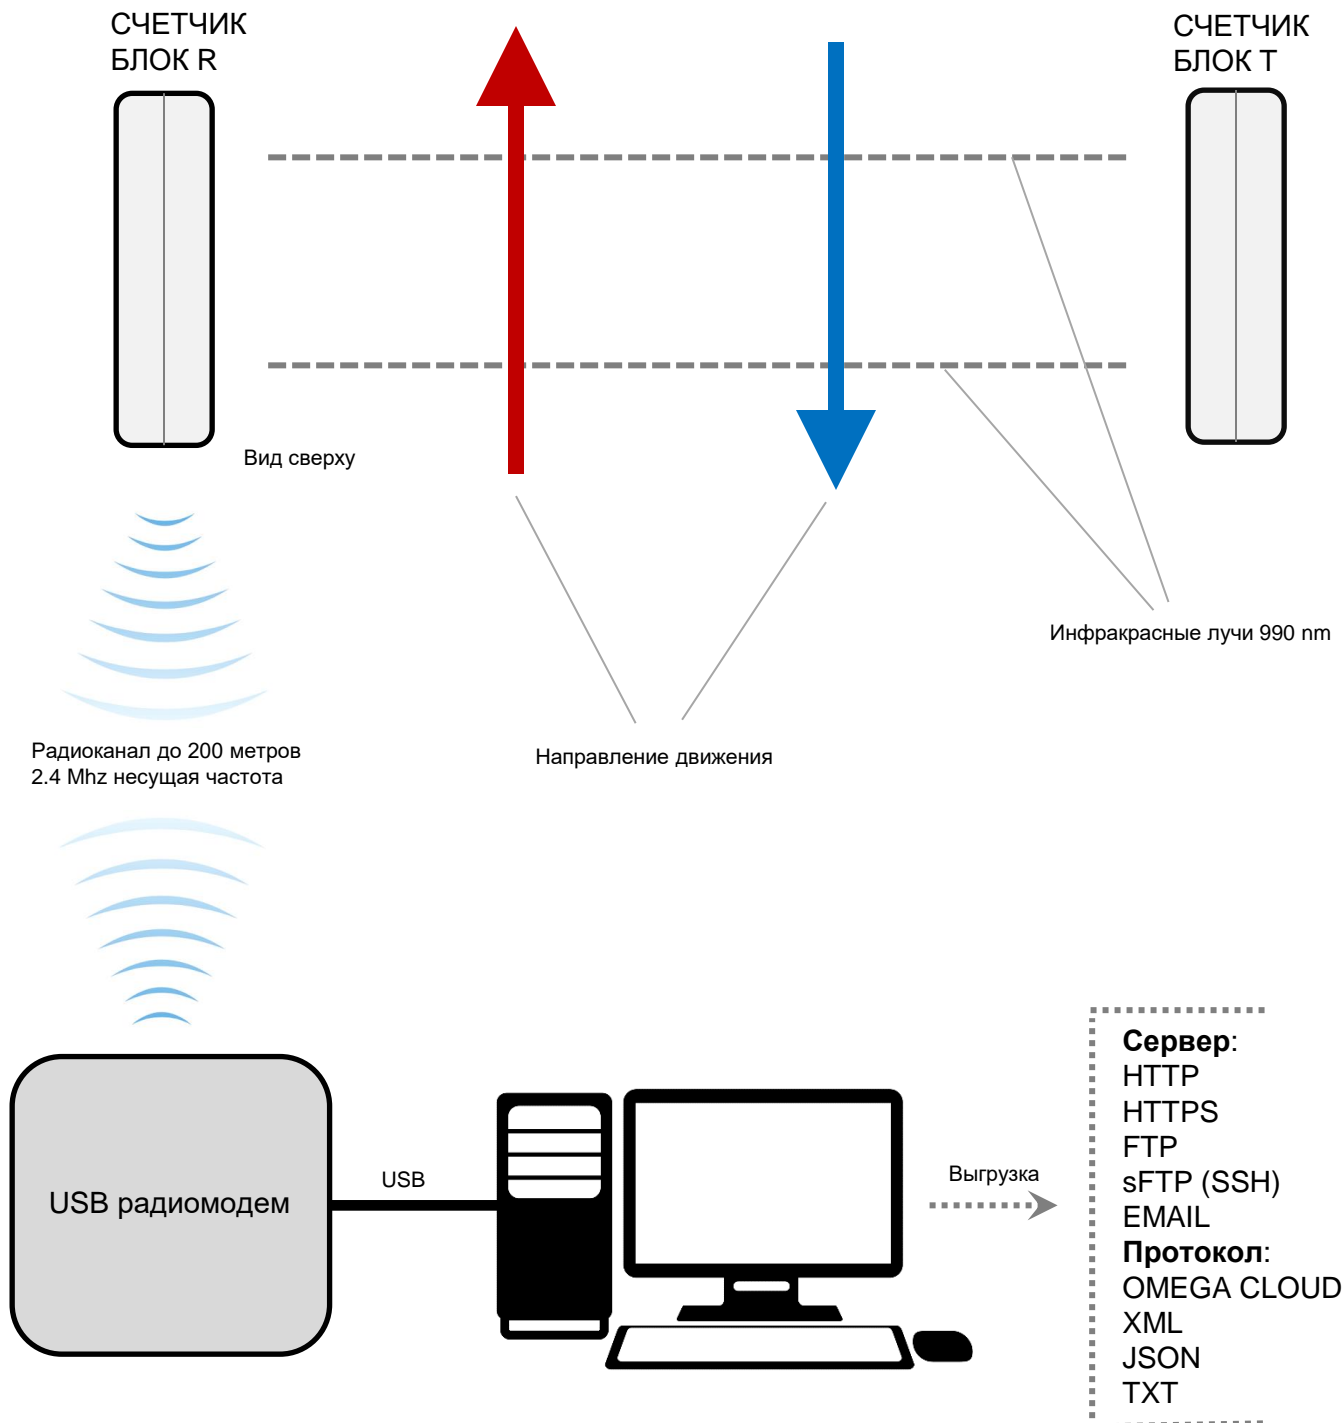 СЧЕТЧИК
БЛОК R
СЧЕТЧИК
БЛОК T
Вид сверху
Инфракрасные лучи 990 nm
Радиоканал до 200 метров
2.4 Mhz несущая частота
Направление движения
USB радиомодем
USB
Выгрузка
Сервер:
HTTP
HTTPS
FTP
sFTP (SSH)
EMAIL
Протокол:
OMEGA CLOUD
XML
JSON
TXT